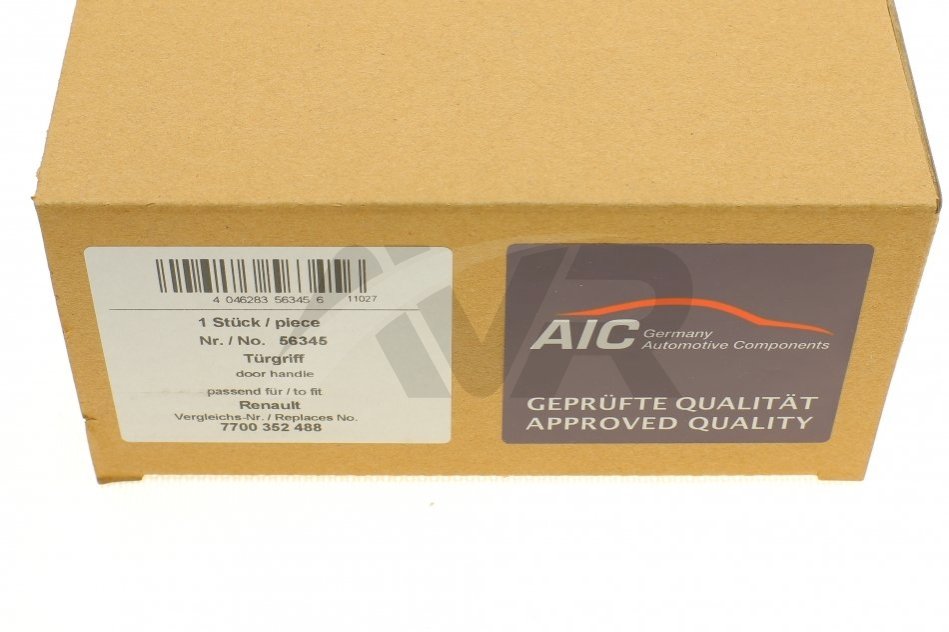 4 046283 56345 6 11027
1 Stück / piece
Nr. / No. 56345
Türgriff
door handle
passend für / to fit
Renault
Vergleichs-Nr. / Replaces No.
7700 352 488
AIC Germany
Automotive Components
GEPRÜFTE QUALITÄT
APPROVED QUALITY